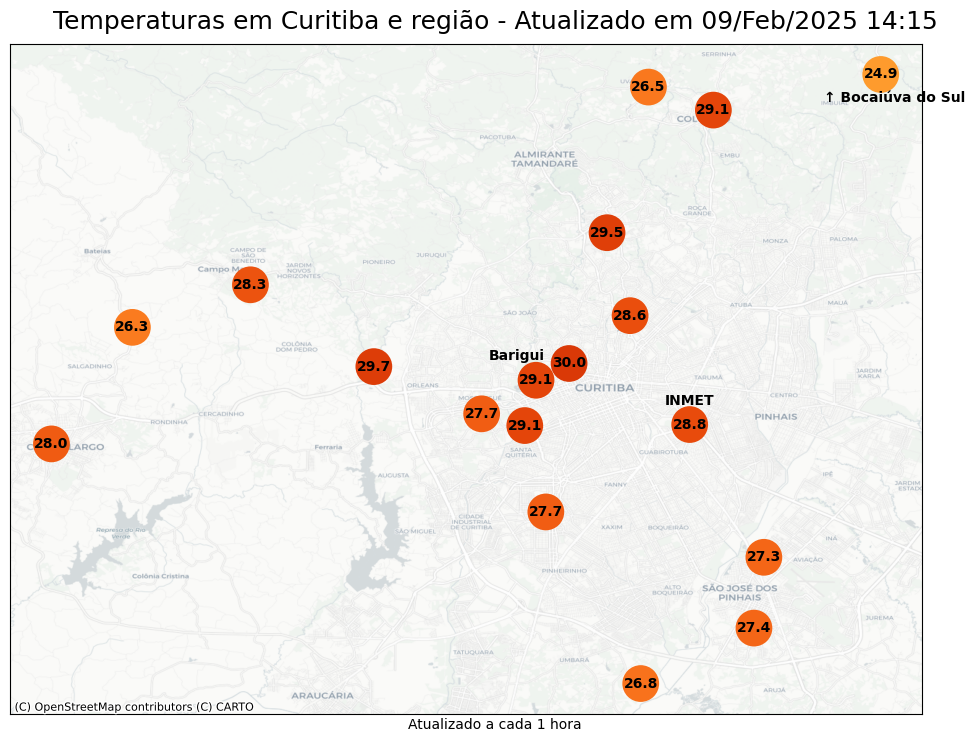 Temperaturas em Curitiba e região - Atualizado em 09/Feb/2025 14:15
SERRINHA
24.9
26.5
↑ Bocaiúva do Sul
29.1
PACOTUBA
ALMIRANTE
TAMANDARÉ
EMBU
ROÇA
GRANDE
29.5
MONZA
PALOMA
Bateias
CAMPO DE
SÃO
BENEDITO
JURUQUI
PIONEIRO
JARDIM
NOVOS
HORIZONTES
28.3
MAUÁ
ATUBA
SÃO JOÃO
28.6
26.3
COLÔNIA
DOM PEDRO
Barigui
30.0
SALGADINHO
29.7
29.1
JARDIM
KARLA
TARUMÃ
ORLEANS
CURITIBA
CENTRO
INMET
27.7
CERCADINHO
RONDINHA
PINHAIS
29.1
28.8
28.0
Ferraria
SANTA
QUITÉRIA
GUABIROTUBA
AUGUSTA
IPÊ
FANNY
JARDIM
ESTADE
27.7
CIDADE
INDUSTRIAL
DE CURITIBA
XAXIM
BOQUEIRÃO
SÃO MIGUEL
Represa do Rio
Verde
INÁ
27.3
AVIAÇÃO
PINHEIRINHO
Colônia Cristina
ALTO
BOQUEIRÃO
SÃO JOSÉ DOS
PINHAIS
JUREMA
27.4
TATUQUARA
UMBARÁ
26.8
ARUJÁ
ARAUCÁRIA
(C) OpenStreetMap contributors (C) CARTO
Atualizado a cada 1 hora